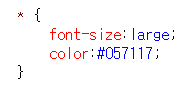 * {
    font-size:large;
    color:#057117;
}